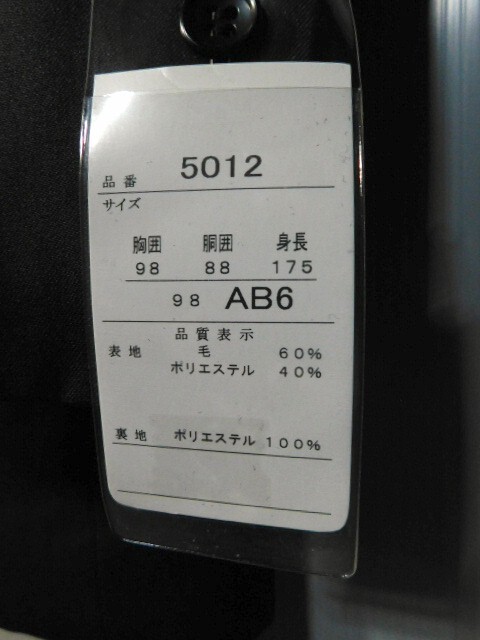 品番 5012
サイズ
胸囲 胴囲 身長
98 88 175
98 AB6
品質表示
表地 毛 60%
ポリエステル 40%
裏地 ポリエステル 100%